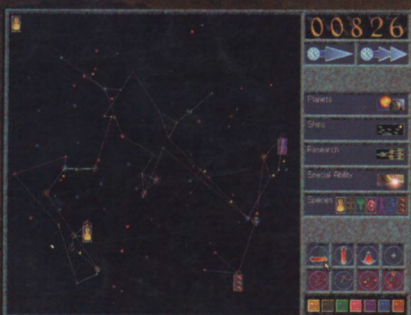 00826
Planets
Ships
Research
Special Ability
Species